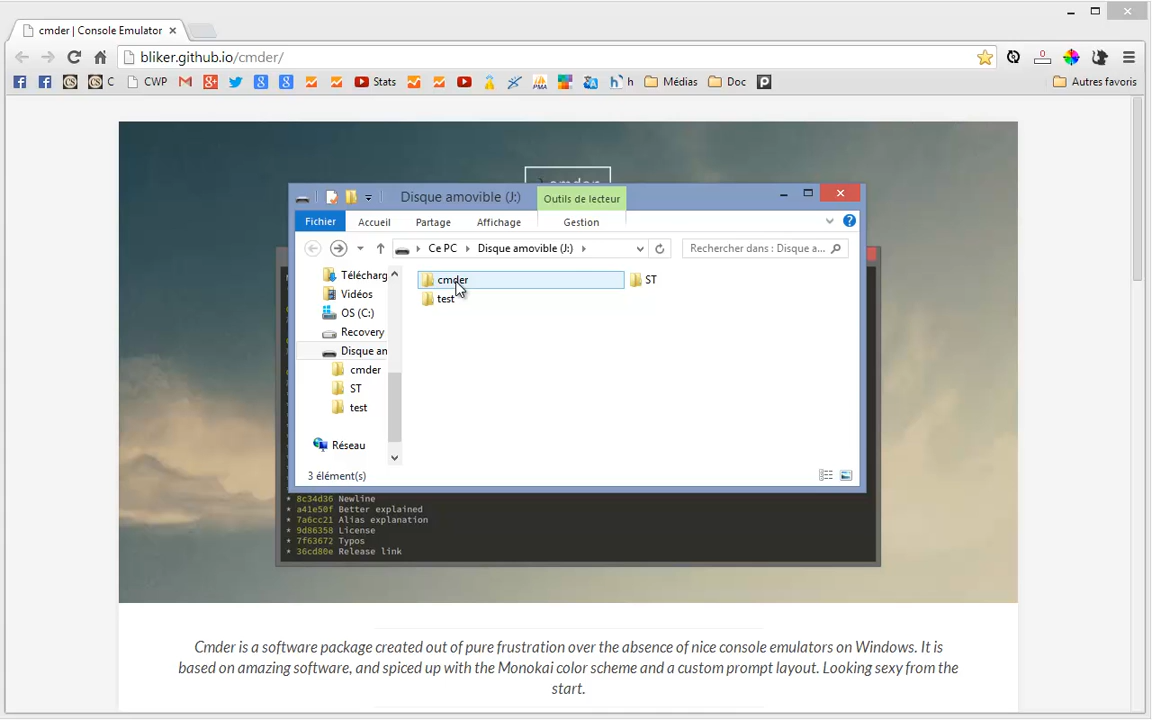 cmder | Console Emulator
bliker.github.io/cmder/
C CWP Stats h Médias Doc Autres favoris
Disque amovible (J:) Outils de lecteur
Fichier Accueil Partage Affichage Gestion
Ce PC Disque amovible (J:) Rechercher dans : Disque a...
Télécharg
Vidéos
OS (C:)
Recovery
Disque am
cmder
ST
test
Réseau
cmder ST
test
3 élément(s)
* 8c34d36 Newline
* a41e50f Better explained
* 7a6cc21 Alias explanation
* 9d86358 License
* 7f63672 Typos
* 36cd80e Release link
Cmder is a software package created out of pure frustration over the absence of nice console emulators on Windows. It is
based on amazing software, and spiced up with the Monokai color scheme and a custom prompt layout. Looking sexy from the
start.